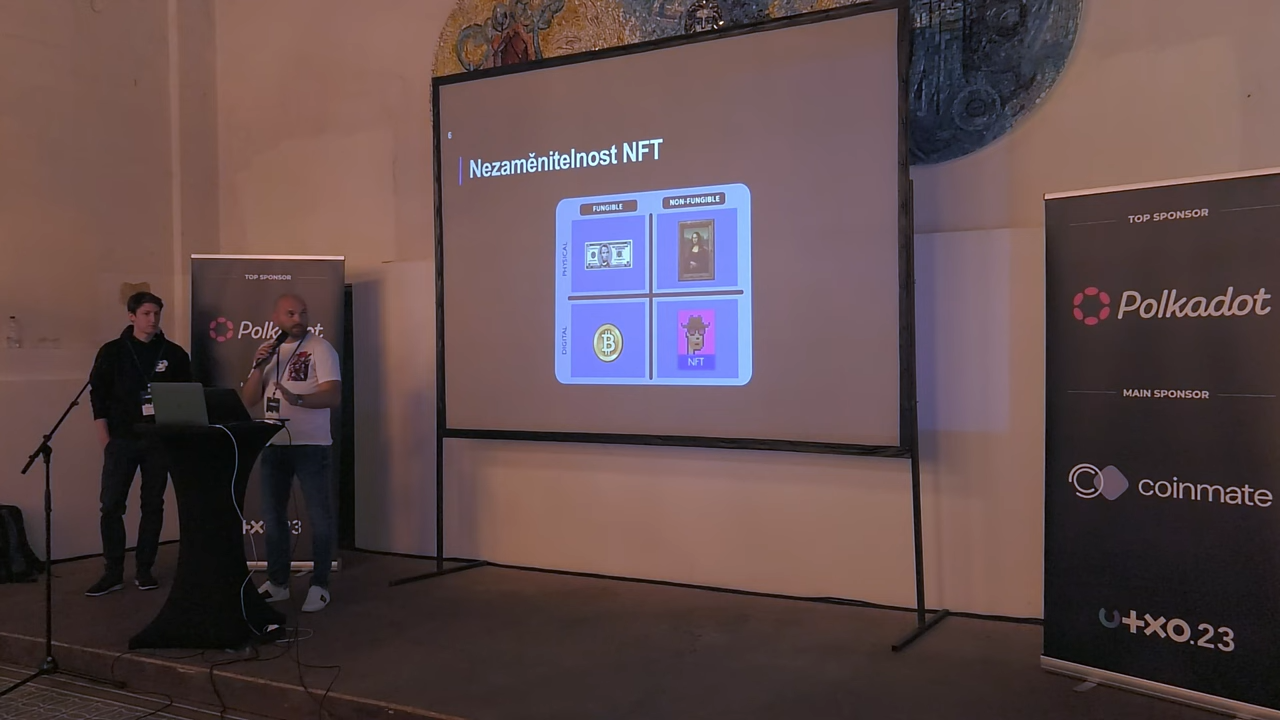 6
Nezaměnitelnost NFT
FUNGIBLE
NON-FUNGIBLE
PHYSICAL
DIGITAL
NFT
TOP SPONSOR
Polkadot
TOP SPONSOR
Polkadot
MAIN SPONSOR
coinmate
utxo.23